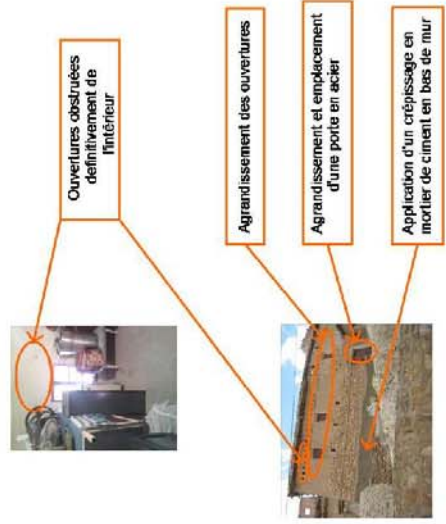 Ouvertures obstruées
definitivement de
l'intérieur
Agrandissement des ouvertures
Agrandissement et emplacement
d'une porte en acier
Application d'un crépissage en
mortier de ciment en bas de mur